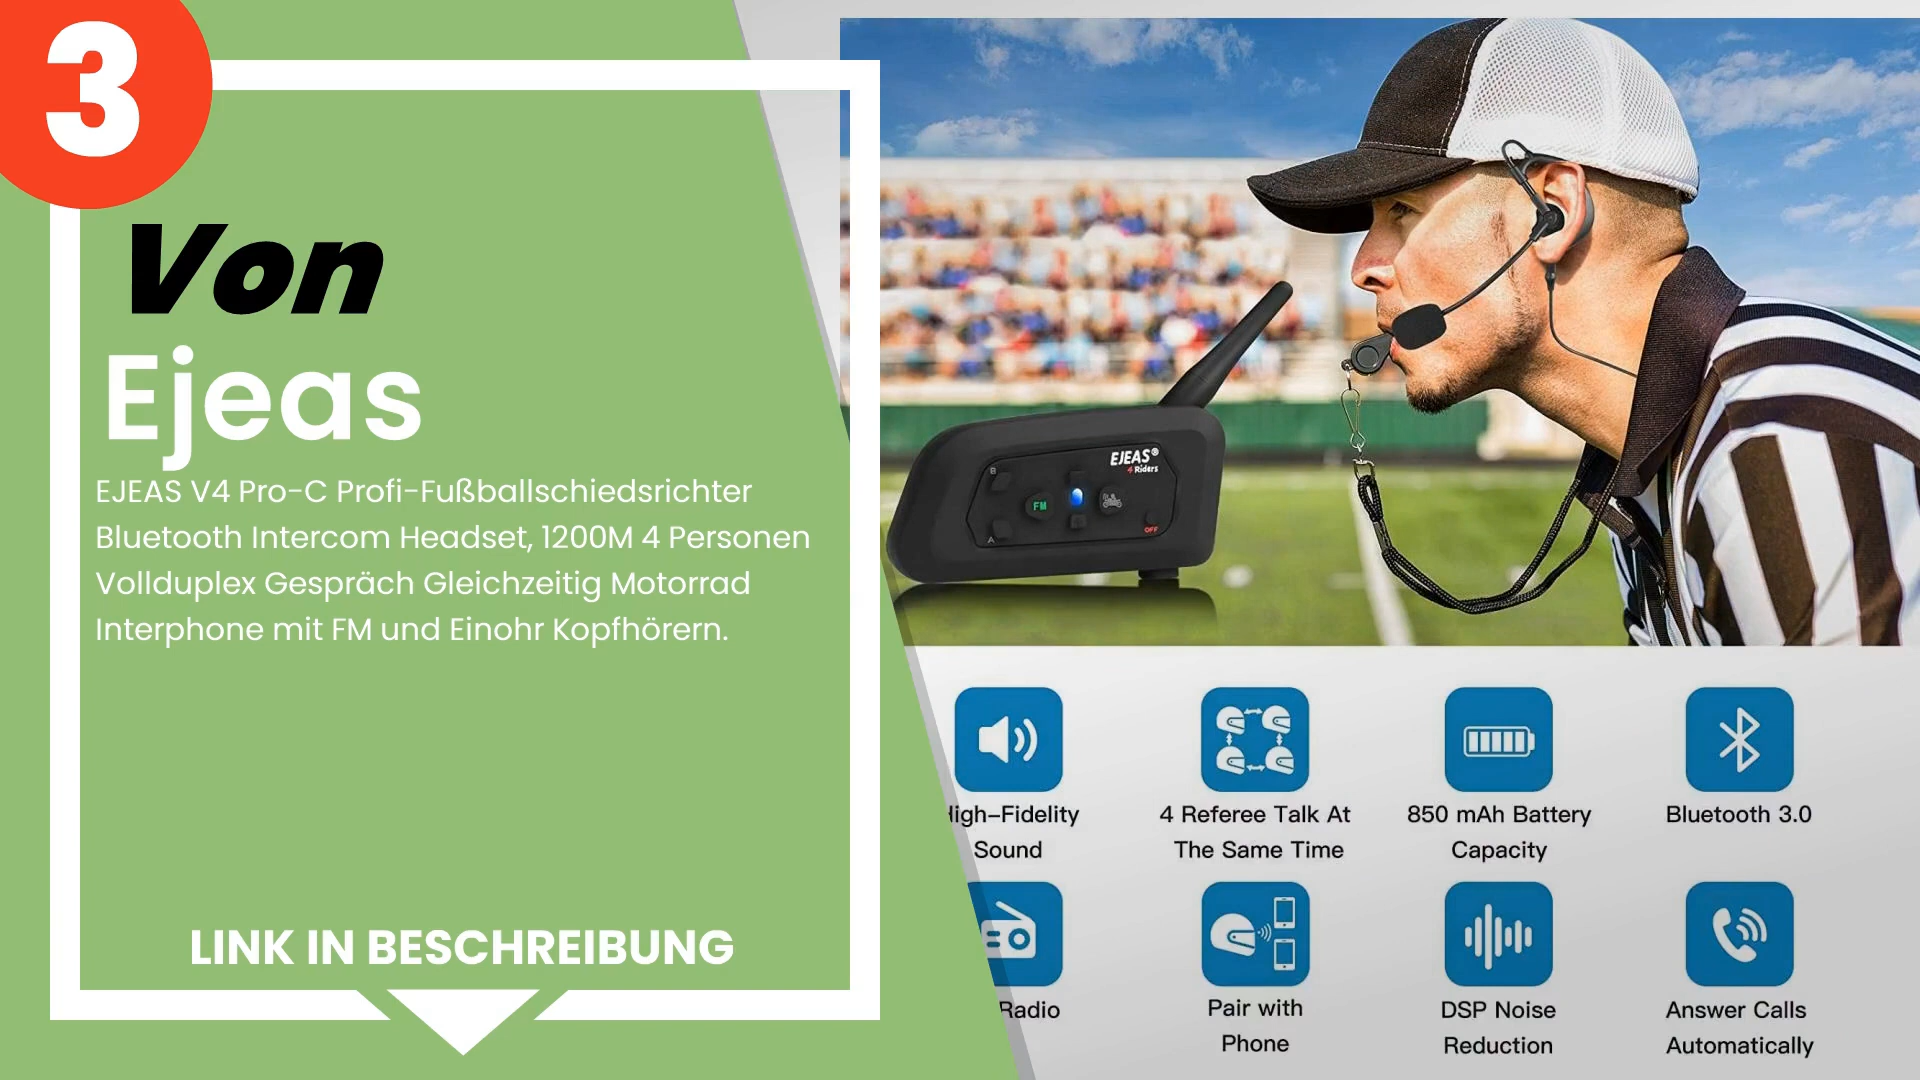 3
Von
Ejeas
EJEAS V4 Pro-C Profi-Fußballschiedsrichter
Bluetooth Intercom Headset, 1200M 4 Personen
Vollduplex Gespräch Gleichzeitig Motorrad
Interphone mit FM und Einohr Kopfhörern.
LINK IN BESCHREIBUNG
EJEAS®
4 Riders
B
FM
A
OFF
High-Fidelity
Sound
4 Referee Talk At
The Same Time
850 mAh Battery
Capacity
Bluetooth 3.0
Radio
Pair with
Phone
DSP Noise
Reduction
Answer Calls
Automatically